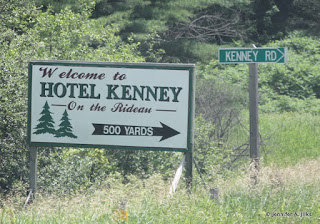 Welcome to
HOTEL KENNEY
On the Rideau
500 YARDS
KENNEY RD